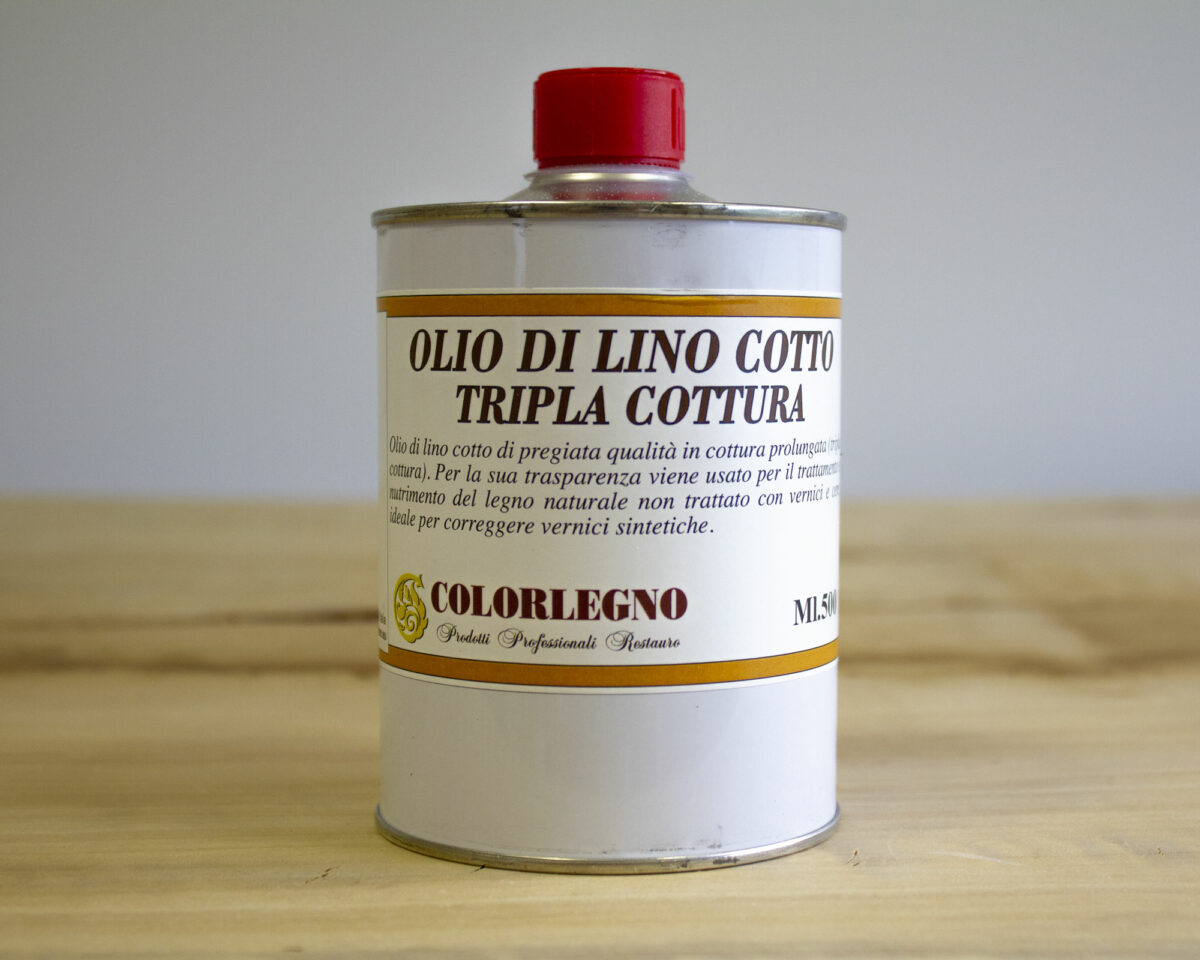 OLIO DI LINO COTTO
TRIPLA COTTURA
Olio di lino cotto di pregiata qualità in cottura prolungata
cottura). Per la sua trasparenza viene usato per il trattamento
nutrimento del legno naturale non trattato con vernici e
ideale per correggere vernici sintetiche.
COLORLEGNO
Prodotti Professionali Restauro
Ml.500